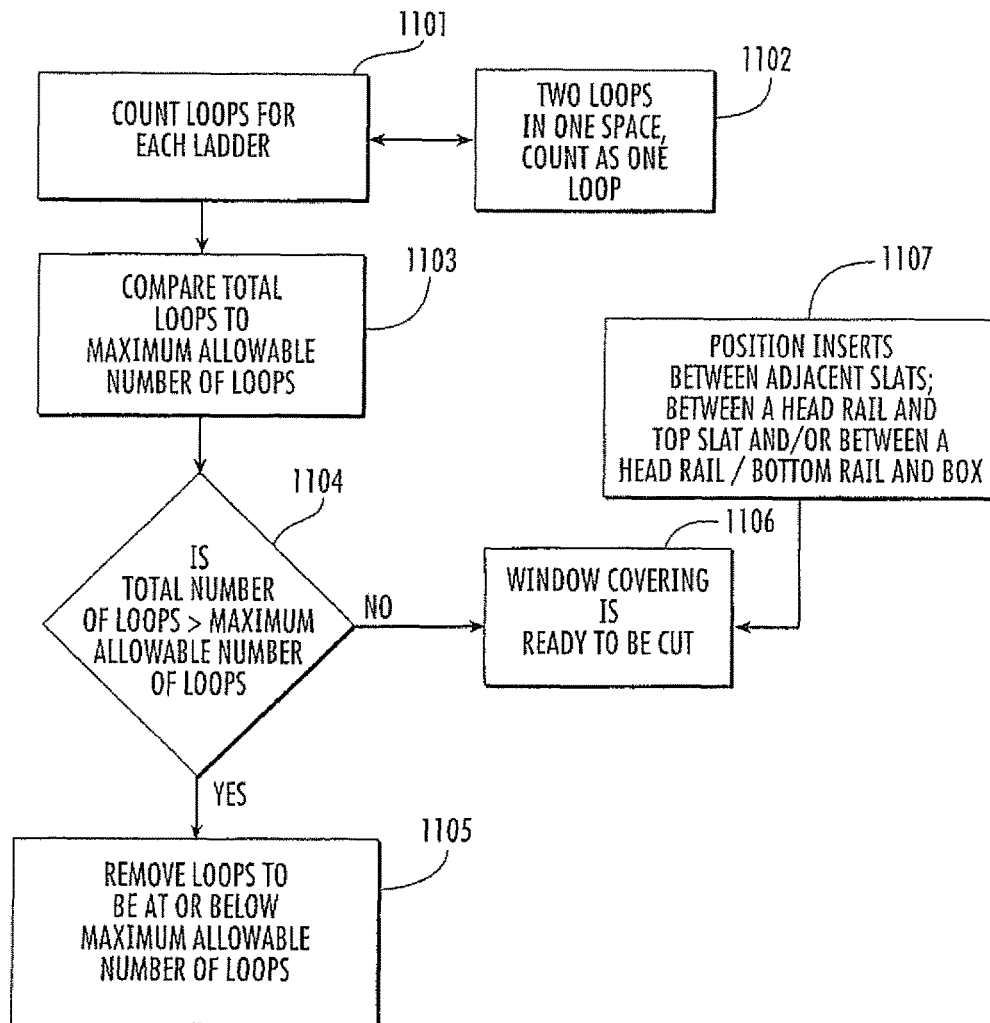 1101
COUNT LOOPS FOR
EACH LADDER
1102
TWO LOOPS
IN ONE SPACE,
COUNT AS ONE
LOOP
1103
COMPARE TOTAL
LOOPS TO
MAXIMUM ALLOWABLE
NUMBER OF LOOPS
1107
POSITION INSERTS
BETWEEN ADJACENT SLATS;
BETWEEN A HEAD RAIL AND
TOP SLAT AND/OR BETWEEN A
HEAD RAIL / BOTTOM RAIL AND BOX
1104
IS
TOTAL NUMBER
OF LOOPS > MAXIMUM
ALLOWABLE NUMBER
OF LOOPS
NO
1106
WINDOW COVERING
IS
READY TO BE CUT
YES
1105
REMOVE LOOPS TO
BE AT OR BELOW
MAXIMUM ALLOWABLE
NUMBER OF LOOPS